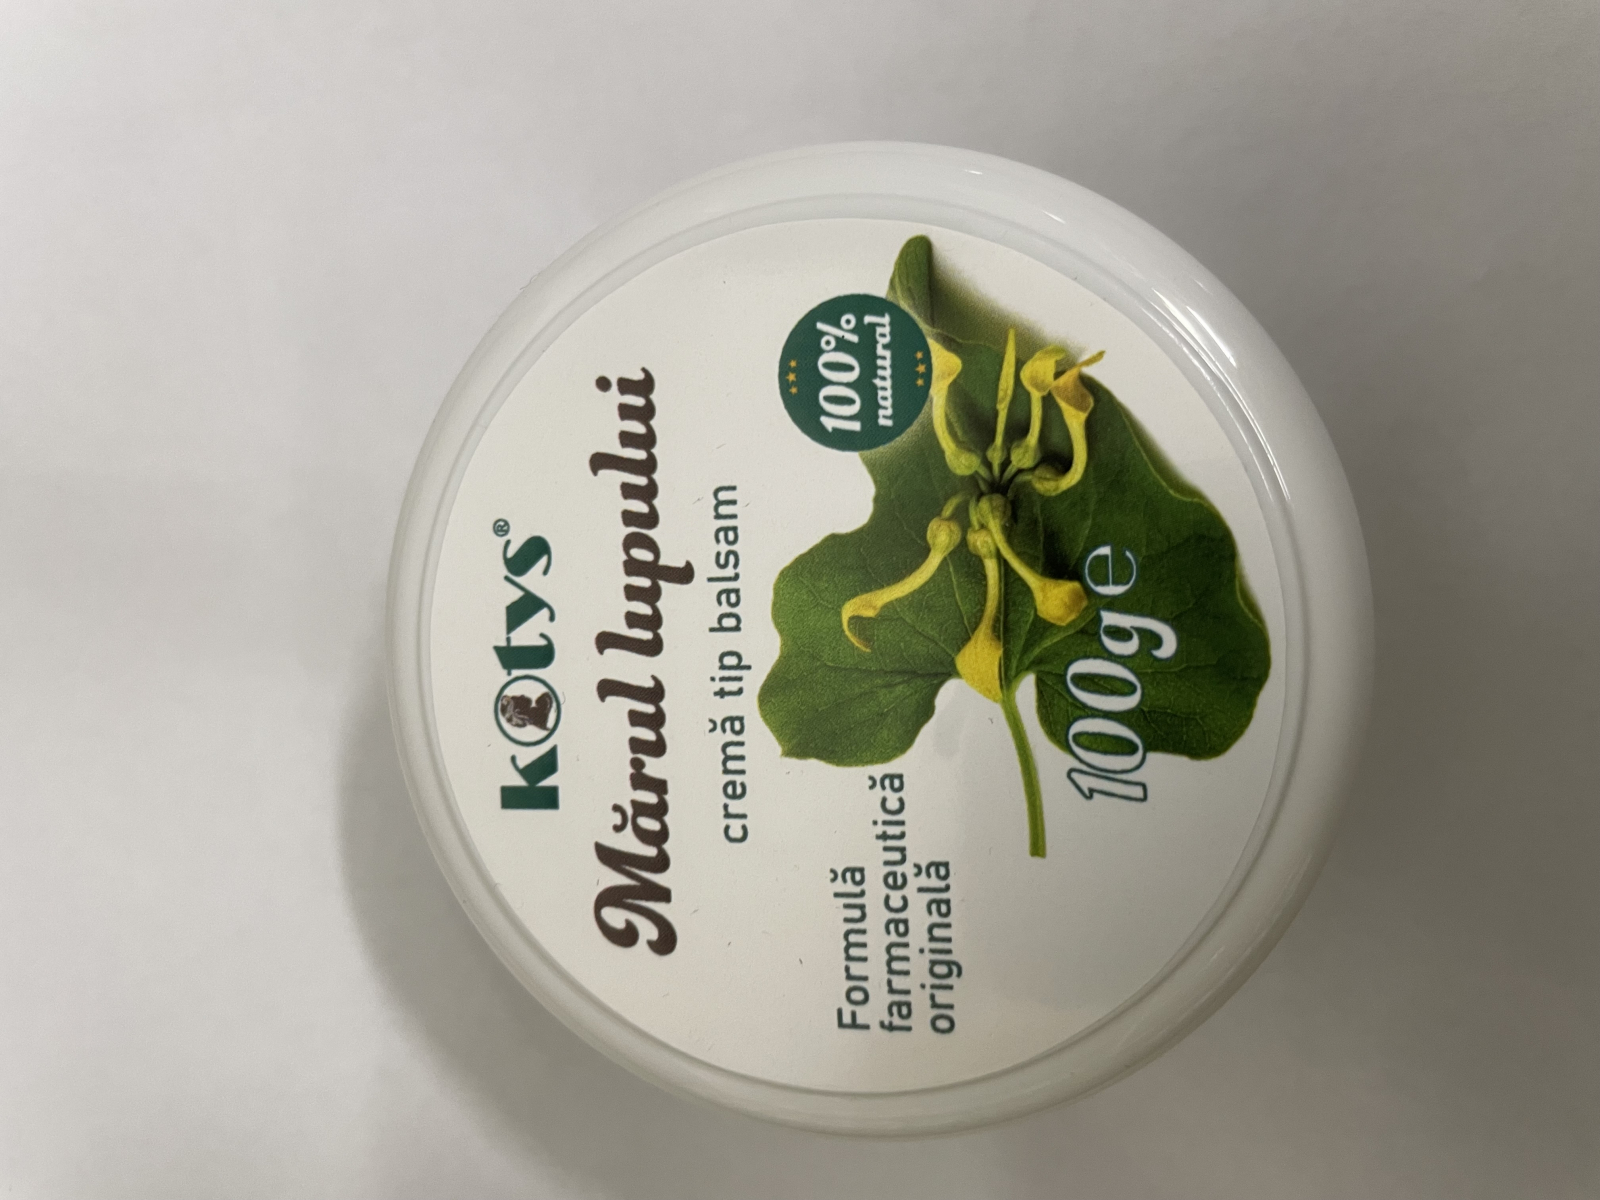 kotys®
Mărul lupului
cremă tip balsam
100%
natural
Formulă
farmaceutică
originală
100g e